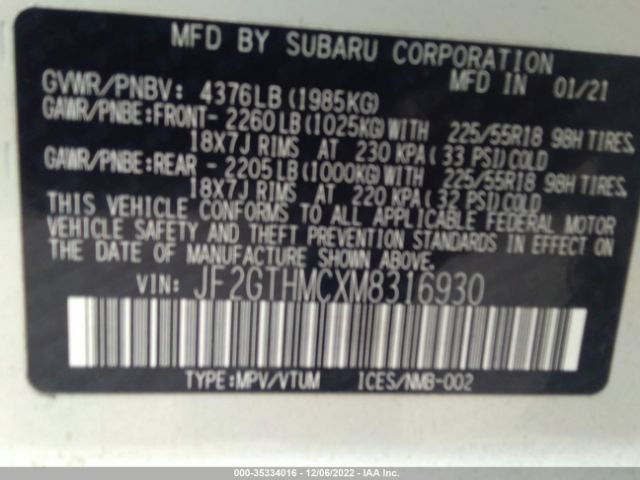 MFD BY SUBARU CORPORATION
MFD IN 01/21
GVWR/PNBV: 4376LB(1985KG)
GAWR/PNBE:FRONT- 2260LB(1025KG)WITH 225/55R18 98H TIRES,
18X7J RIMS AT 230 KPA( 33 PSI)COLD
GAWR/PNBE:REAR - 2205LB(1000KG)WITH 225/55R18 98H TIRES,
18X7J RIMS AT 220 KPA( 32 PSI)COLD
THIS VEHICLE CONFORMS TO ALL APPLICABLE FEDERAL MOTOR
VEHICLE SAFETY AND THEFT PREVENTION STANDARDS IN EFFECT ON
THE DATE OF MANUFACTURE SHOWN ABOVE.
VIN: JF2GTHMCXM8316930
TYPE:MPV/VTUM ICES/NMB-002
000-35334016 - 12/06/2022 - IAAI.COM